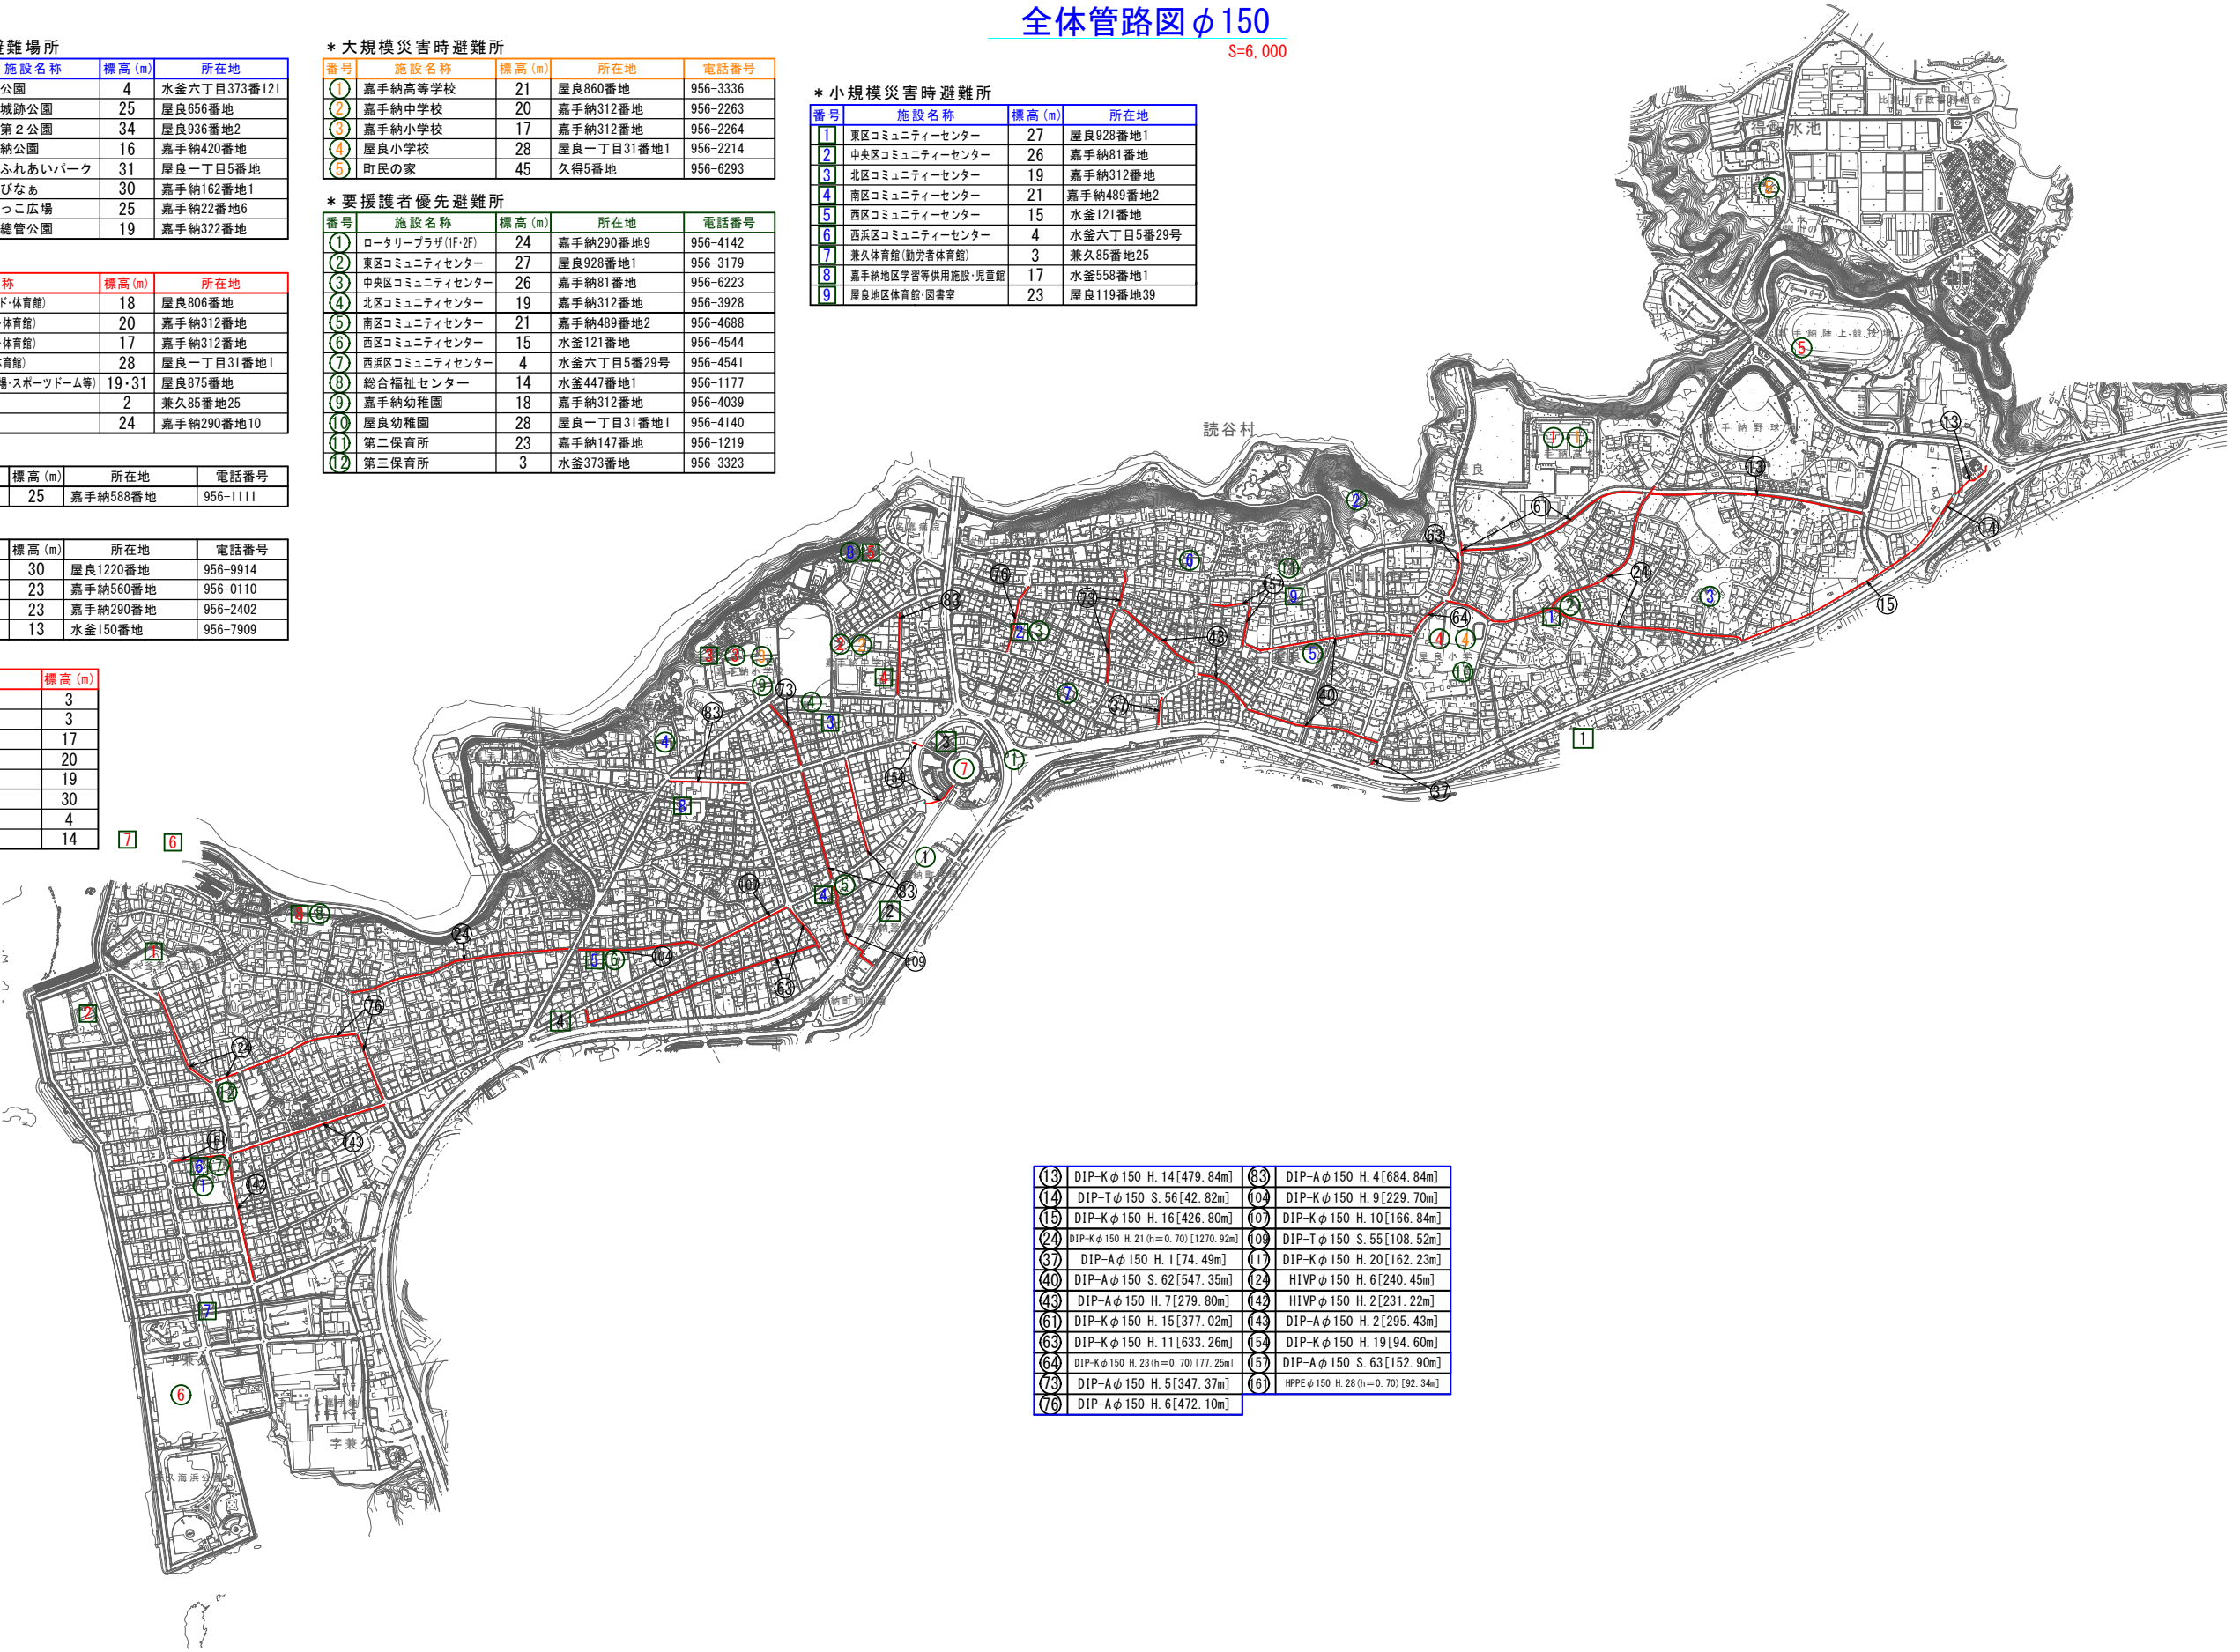 全体管路図φ150
S=6,000
避難場所
施設名称 標高(m) 所在地
公園 4 水釜六丁目373番121
城跡公園 25 屋良656番地
第2公園 34 屋良936番地2
納公園 16 嘉手納420番地
ふれあいパーク 31 屋良一丁目5番地
びなぁ 30 嘉手納162番地1
っこ広場 25 嘉手納22番地6
總管公園 19 嘉手納322番地
称 標高(m) 所在地
ド・体育館) 18 屋良806番地
・体育館) 20 嘉手納312番地
・体育館) 17 嘉手納312番地
体育館) 28 屋良一丁目31番地1
場・スポーツドーム等) 19・31 屋良875番地
2 兼久85番地25
24 嘉手納290番地10
標高(m) 所在地 電話番号
25 嘉手納588番地 956-1111
標高(m) 所在地 電話番号
30 屋良1220番地 956-9914
23 嘉手納560番地 956-0110
23 嘉手納290番地 956-2402
13 水釜150番地 956-7909
標高(m)
3
3
17
20
19
30
4
14
*大規模災害時避難所
番号 施設名称 標高(m) 所在地 電話番号
1 嘉手納高等学校 21 屋良860番地 956-3336
2 嘉手納中学校 20 嘉手納312番地 956-2263
3 嘉手納小学校 17 嘉手納312番地 956-2264
4 屋良小学校 28 屋良一丁目31番地1 956-2214
5 町民の家 45 久得5番地 956-6293
*要援護者優先避難所
番号 施設名称 標高(m) 所在地 電話番号
1 ロータリープラザ(1F・2F) 24 嘉手納290番地9 956-4142
2 東区コミュニティセンター 27 屋良928番地1 956-3179
3 中央区コミュニティセンター 26 嘉手納81番地 956-6223
4 北区コミュニティセンター 19 嘉手納312番地 956-3928
5 南区コミュニティセンター 21 嘉手納489番地2 956-4688
6 西区コミュニティセンター 15 水釜121番地 956-4544
7 西浜区コミュニティセンター 4 水釜六丁目5番29号 956-4541
8 総合福祉センター 14 水釜447番地1 956-1177
9 嘉手納幼稚園 18 嘉手納312番地 956-4039
10 屋良幼稚園 28 屋良一丁目31番地1 956-4140
11 第二保育所 23 嘉手納147番地 956-1219
12 第三保育所 3 水釜373番地 956-3323
*小規模災害時避難所
番号 施設名称 標高(m) 所在地
1 東区コミュニティーセンター 27 屋良928番地1
2 中央区コミュニティーセンター 26 嘉手納81番地
3 北区コミュニティーセンター 19 嘉手納312番地
4 南区コミュニティーセンター 21 嘉手納489番地2
5 西区コミュニティーセンター 15 水釜121番地
6 西浜区コミュニティーセンター 4 水釜六丁目5番29号
7 兼久体育館(勤労者体育館) 3 兼久85番地25
8 嘉手納地区学習等供用施設・児童館 17 水釜558番地1
9 屋良地区体育館・図書室 23 屋良119番地39
読谷村
嘉手納陸上競技場
嘉手納野球場
屋良小学
字兼久
字兼久
兼久海浜公園
13 DIP-Kφ150 H.14[479.84m] 83 DIP-Aφ150 H.4[684.84m]
14 DIP-Tφ150 S.56[42.82m] 104 DIP-Kφ150 H.9[229.70m]
15 DIP-Kφ150 H.16[426.80m] 107 DIP-Kφ150 H.10[166.84m]
24 DIP-Kφ150 H.21(h=0.70)[1270.92m] 109 DIP-Tφ150 S.55[108.52m]
37 DIP-Aφ150 H.1[74.49m] 117 DIP-Kφ150 H.20[162.23m]
40 DIP-Aφ150 S.62[547.35m] 124 HIVPφ150 H.6[240.45m]
43 DIP-Aφ150 H.7[279.80m] 142 HIVPφ150 H.2[231.22m]
61 DIP-Kφ150 H.15[377.02m] 143 DIP-Aφ150 H.2[295.43m]
63 DIP-Kφ150 H.11[633.26m] 154 DIP-Kφ150 H.19[94.60m]
64 DIP-Kφ150 H.23(h=0.70)[77.25m] 157 DIP-Aφ150 S.63[152.90m]
73 DIP-Aφ150 H.5[347.37m] 161 HPPEφ150 H.28(h=0.70)[92.34m]
76 DIP-Aφ150 H.6[472.10m]